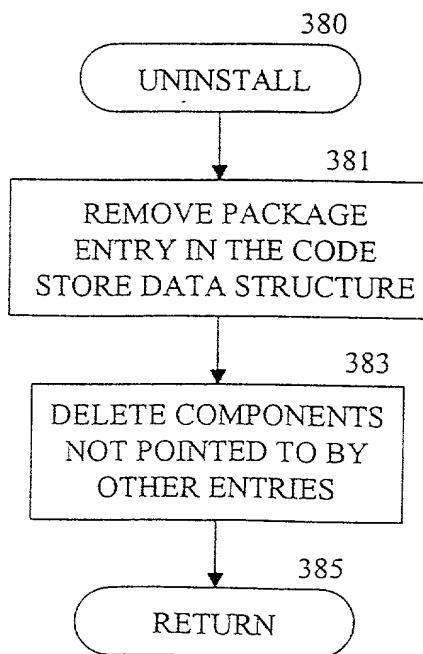 380
UNINSTALL
381
REMOVE PACKAGE
ENTRY IN THE CODE
STORE DATA STRUCTURE
383
DELETE COMPONENTS
NOT POINTED TO BY
OTHER ENTRIES
385
RETURN